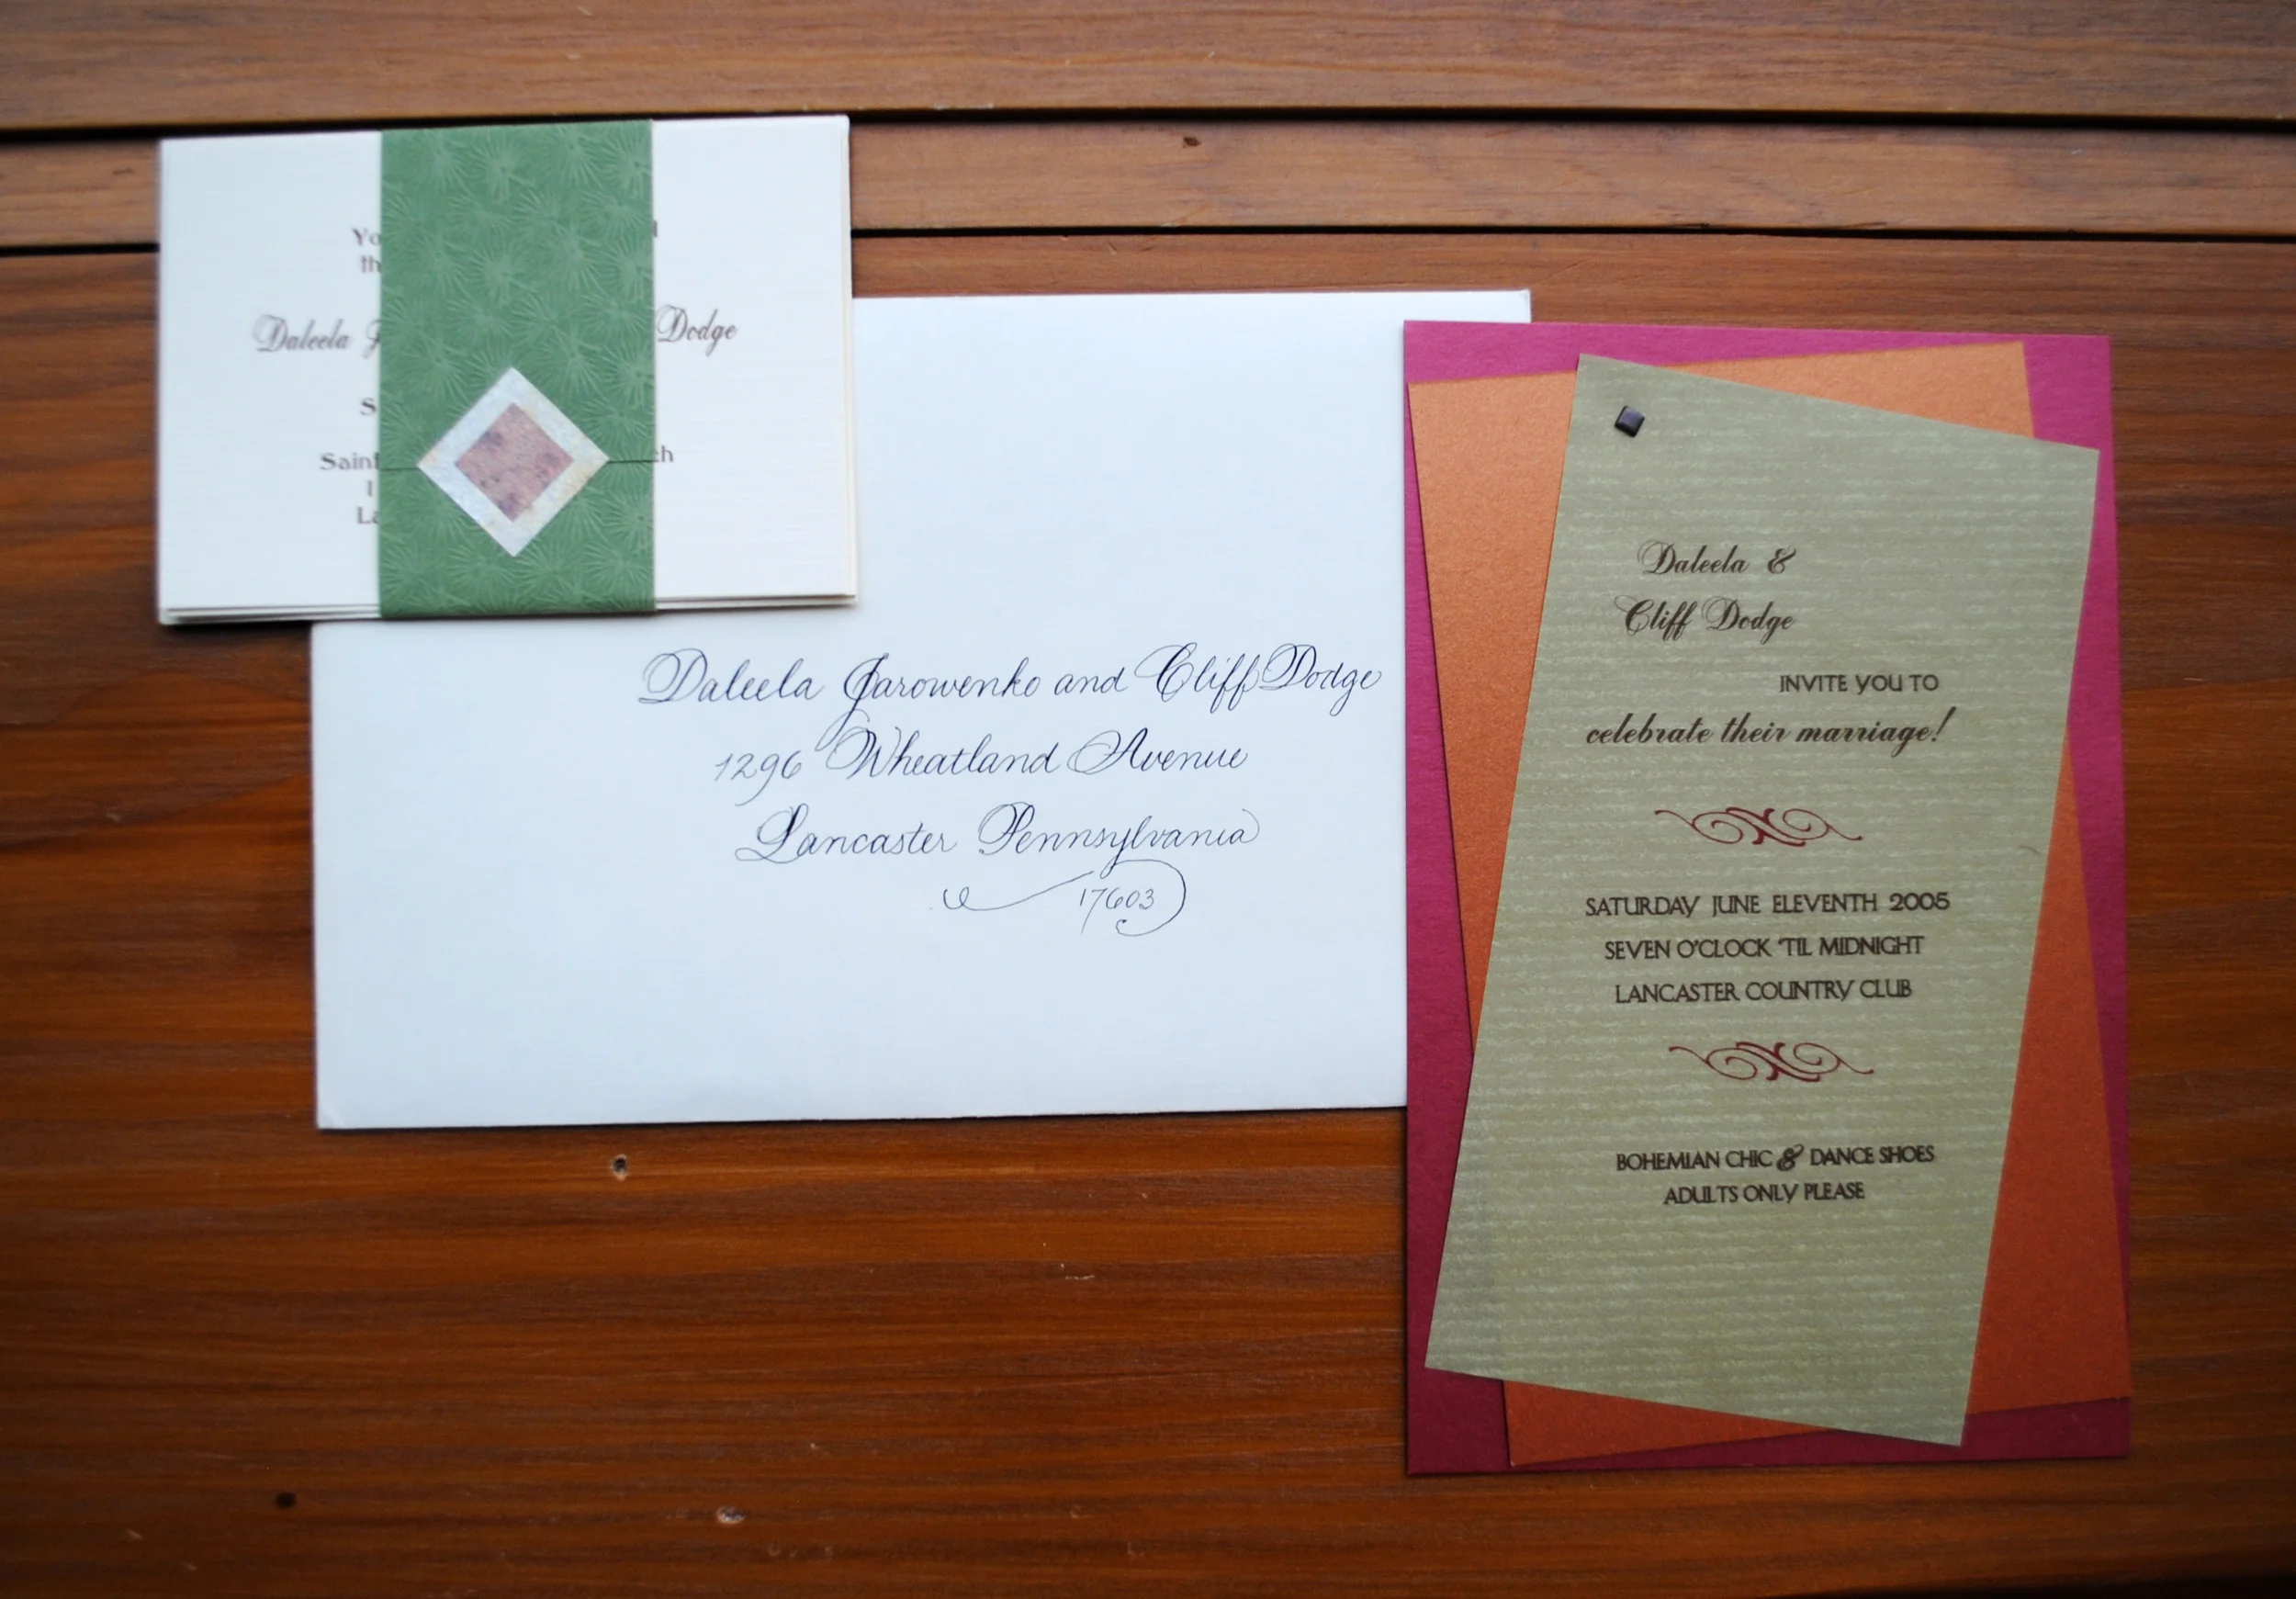 Daleela Dodge
Daleela Jarowenko and Cliff Dodge
1296 Wheatland Avenue
Lancaster Pennsylvania
17603
Daleela &
Cliff Dodge
INVITE YOU TO
celebrate their marriage!
SATURDAY JUNE ELEVENTH 2005
SEVEN O'CLOCK 'TIL MIDNIGHT
LANCASTER COUNTRY CLUB
BOHEMIAN CHIC & DANCE SHOES
ADULTS ONLY PLEASE